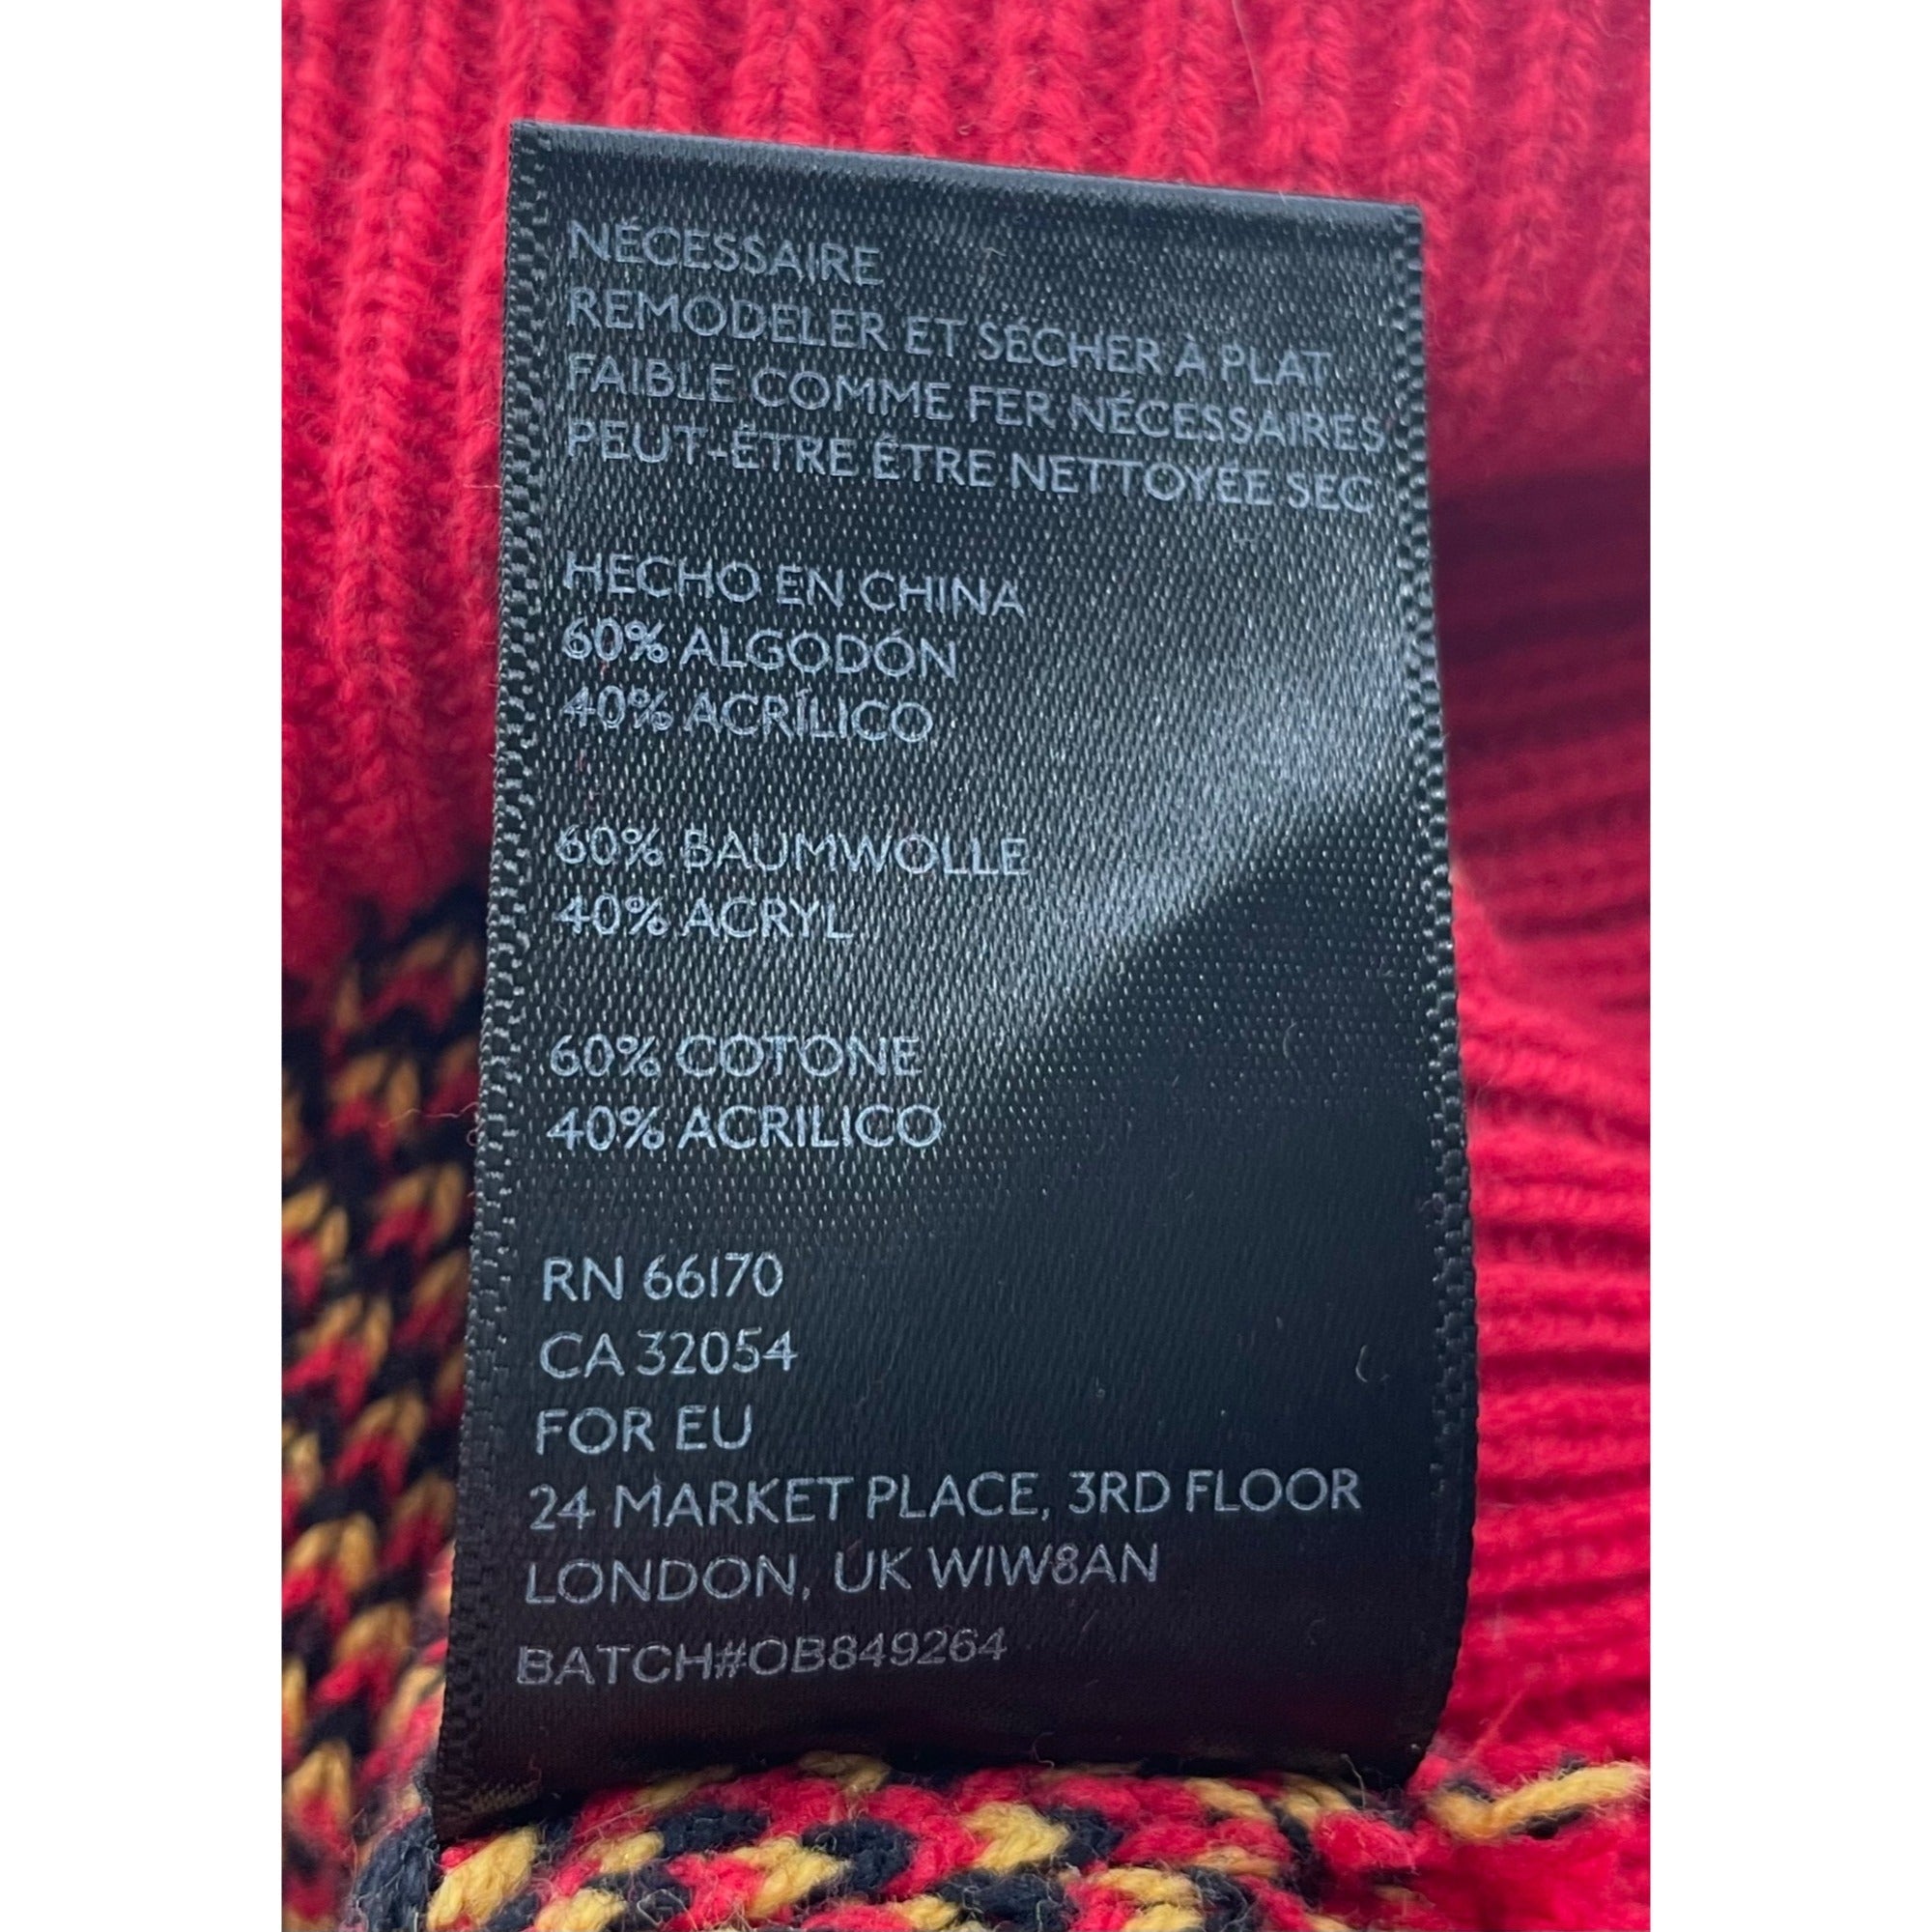 NÉCESSAIRE
REMODELER ET SÉCHER À PLAT
FAIBLE COMME FER NÉCESSAIRES
PEUT-ÊTRE ÊTRE NETTOYÉE SEC
HECHO EN CHINA
60% ALGODÓN
40% ACRÍLICO
60% BAUMWOLLE
40% ACRYL
60% COTONE
40% ACRILICO
RN 66170
CA 32054
FOR EU
24 MARKET PLACE, 3RD FLOOR
LONDON, UK W1W8AN
BATCH#OB849264